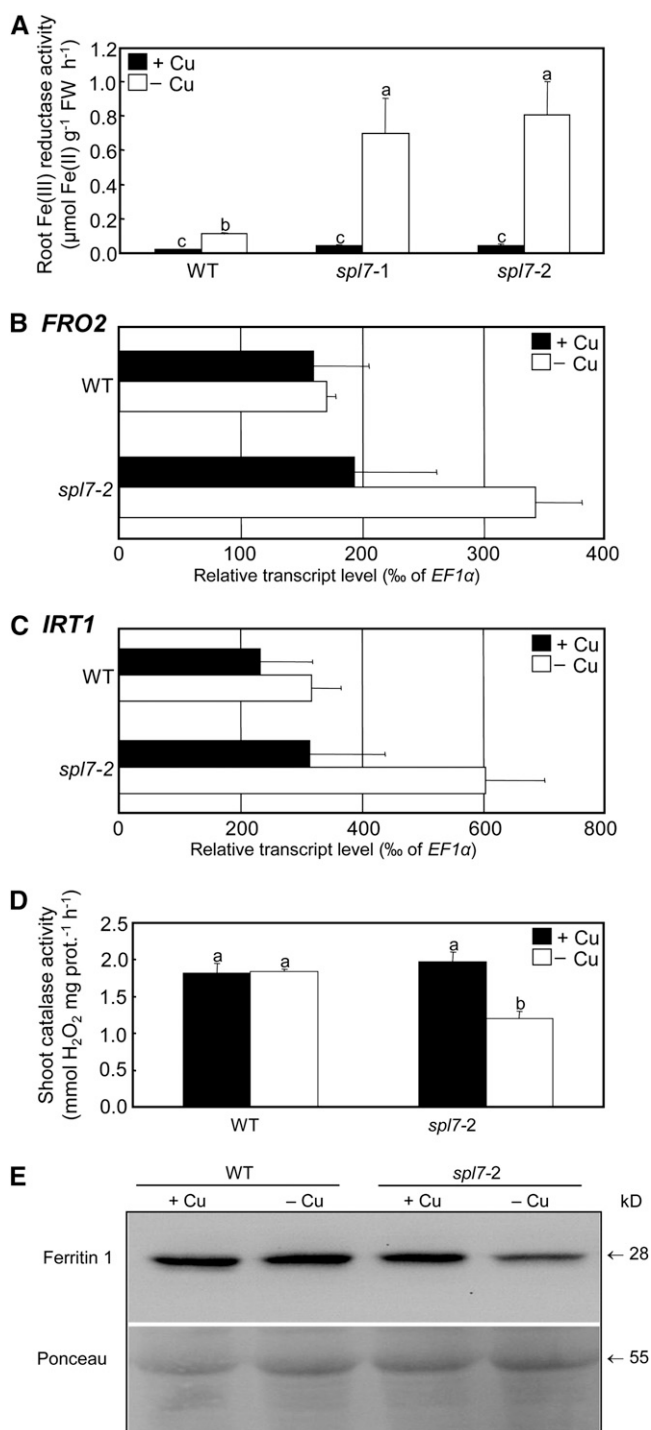 A
Root Fe(III) reductase activity
(µmol Fe(II) g⁻¹ FW h⁻¹)
1.2
1.0
0.8
0.6
0.4
0.2
0.0
+ Cu
– Cu
c
b
c
a
c
a
WT
spl7-1
spl7-2
B FRO2
+ Cu
– Cu
WT
spl7-2
0
100
200
300
400
Relative transcript level (‰ of EF1α)
C IRT1
+ Cu
– Cu
WT
spl7-2
0
200
400
600
800
Relative transcript level (‰ of EF1α)
D
Shoot catalase activity
(mmol H₂O₂ mg prot.⁻¹ h⁻¹)
2.5
2.0
1.5
1.0
0.5
0.0
+ Cu
– Cu
a
a
a
b
WT
spl7-2
E
WT
spl7-2
+ Cu
– Cu
+ Cu
– Cu
kD
Ferritin 1
← 28
Ponceau
← 55